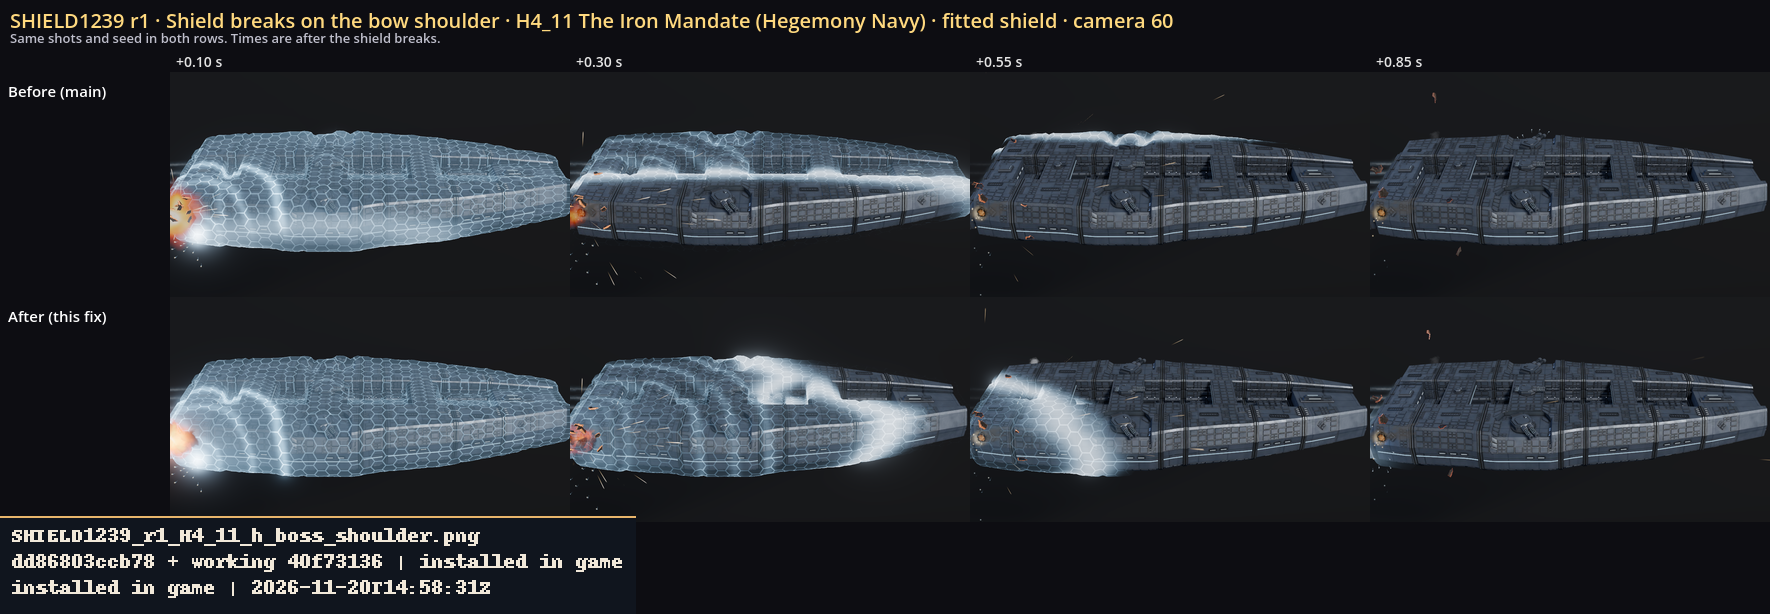 SHIELD1239 r1 · Shield breaks on the bow shoulder · H4_11 The Iron Mandate (Hegemony Navy) · fitted shield · camera 60
Same shots and seed in both rows. Times are after the shield breaks.
+0.10 s
+0.30 s
+0.55 s
+0.85 s
Before (main)
After (this fix)
SHIELD1239_r1_H4_11_h_boss_shoulder.png
dd86803ccb78 + working 40f73136 | installed in game
installed in game | 2026-11-20T14:58:31Z